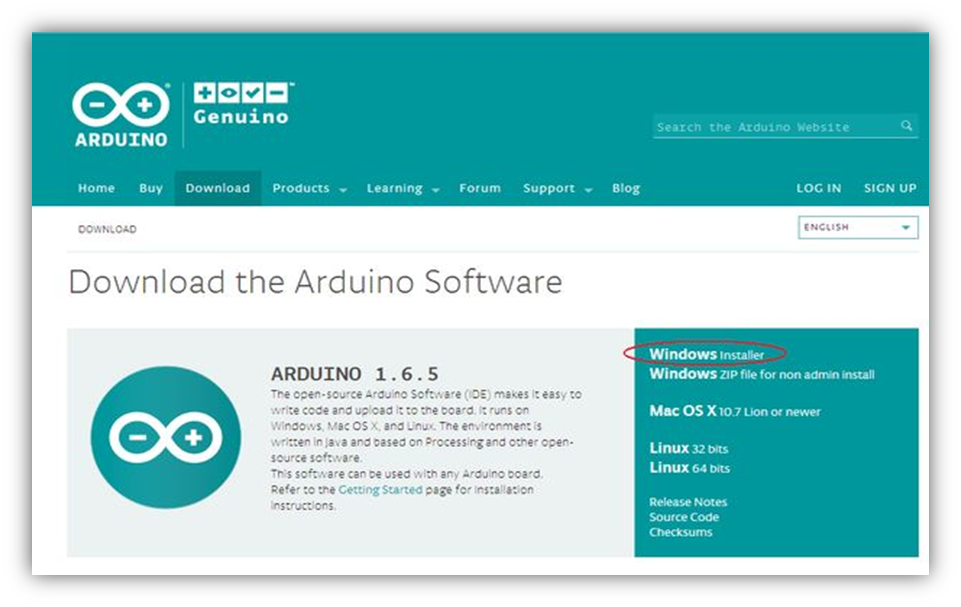 ARDUINO
Genuino
Search the Arduino Website
Home Buy Download Products Learning Forum Support Blog LOG IN SIGN UP
DOWNLOAD
ENGLISH
Download the Arduino Software
ARDUINO 1.6.5
The open-source Arduino Software (IDE) makes it easy to
write code and upload it to the board. It runs on
Windows, Mac OS X, and Linux. The environment is
written in Java and based on Processing and other open-
source software.
This software can be used with any Arduino board.
Refer to the Getting Started page for Installation
Instructions.
Windows Installer
Windows ZIP file for non admin install
Mac OS X 10.7 Lion or newer
Linux 32 bits
Linux 64 bits
Release Notes
Source Code
Checksums